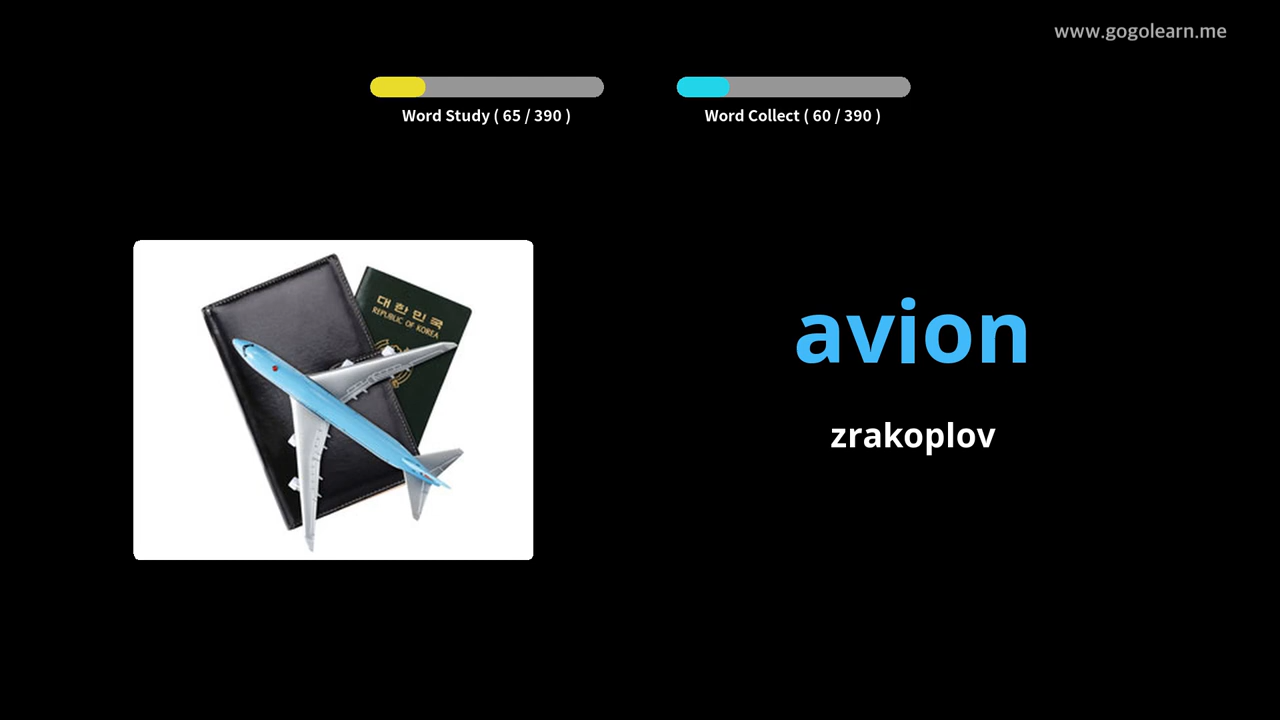 www.gogolearn.me
Word Study ( 65 / 390 )
Word Collect ( 60 / 390 )
대한민국
REPUBLIC OF KOREA
avion
zrakoplov